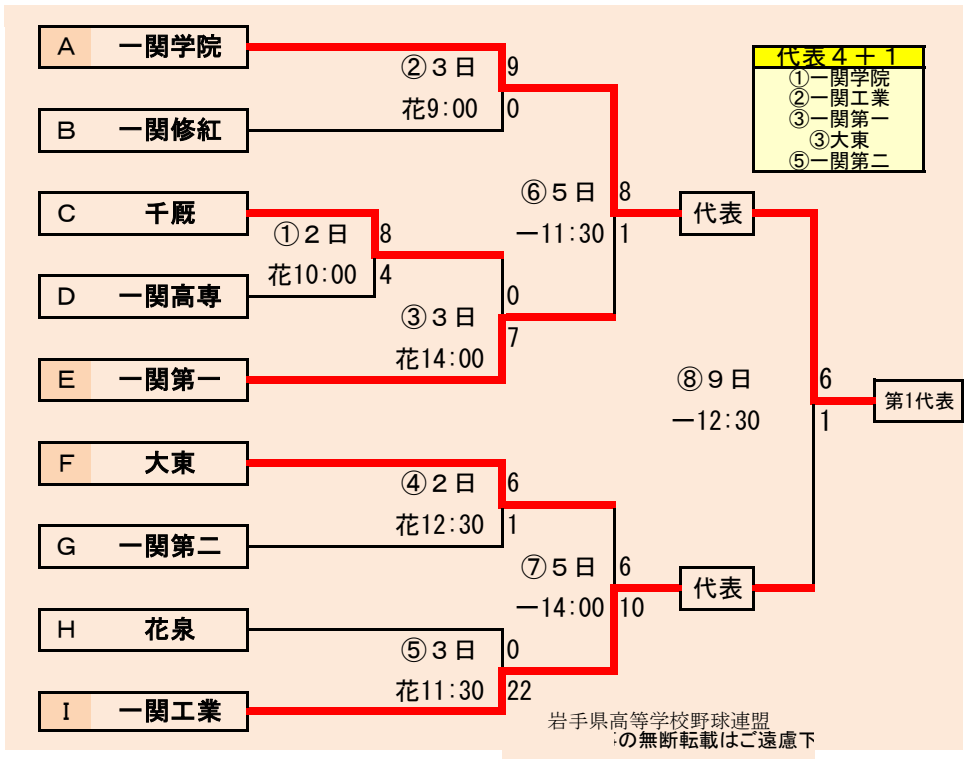 A 一関学院
②３日 9
花9:00 0
B 一関修紅
代表４＋１
①一関学院
②一関工業
③一関第一
③大東
⑤一関第二
C 千厩
①２日 8
花10:00 4
D 一関高専
⑥５日 8
一11:30 1
代表
③３日 0
花14:00 7
E 一関第一
⑧９日 6
一12:30 1
第1代表
F 大東
④２日 6
花12:30 1
G 一関第二
⑦５日 6
一14:00 10
代表
H 花泉
⑤３日 0
花11:30 22
I 一関工業
岩手県高等学校野球連盟
の無断転載はご遠慮下